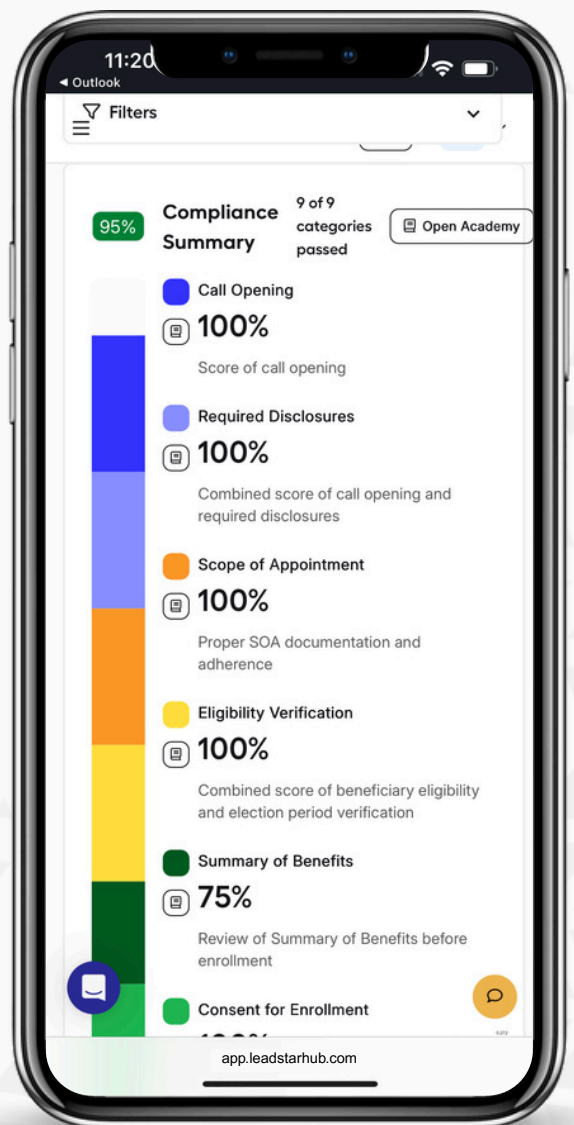 11:20
◀ Outlook
Filters
95%
Compliance Summary
9 of 9 categories passed
Open Academy
Call Opening
100%
Score of call opening
Required Disclosures
100%
Combined score of call opening and
required disclosures
Scope of Appointment
100%
Proper SOA documentation and
adherence
Eligibility Verification
100%
Combined score of beneficiary eligibility
and election period verification
Summary of Benefits
75%
Review of Summary of Benefits before
enrollment
Consent for Enrollment
app.leadstarhub.com